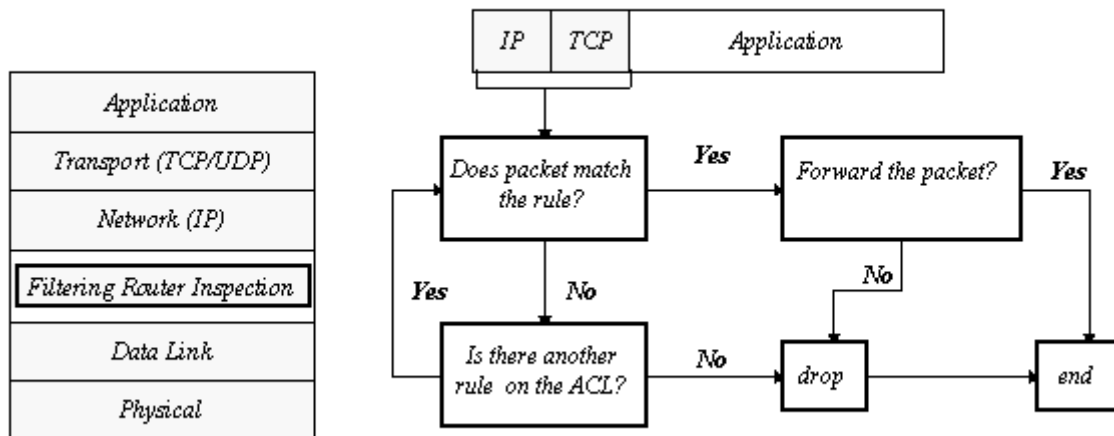 IP TCP Application
Application
Transport (TCP/UDP)
Network (IP)
Filtering Router Inspection
Data Link
Physical
Does packet match
the rule?
Yes
Forward the packet?
Yes
Yes
No
No
Is there another
rule on the ACL?
No
drop
end